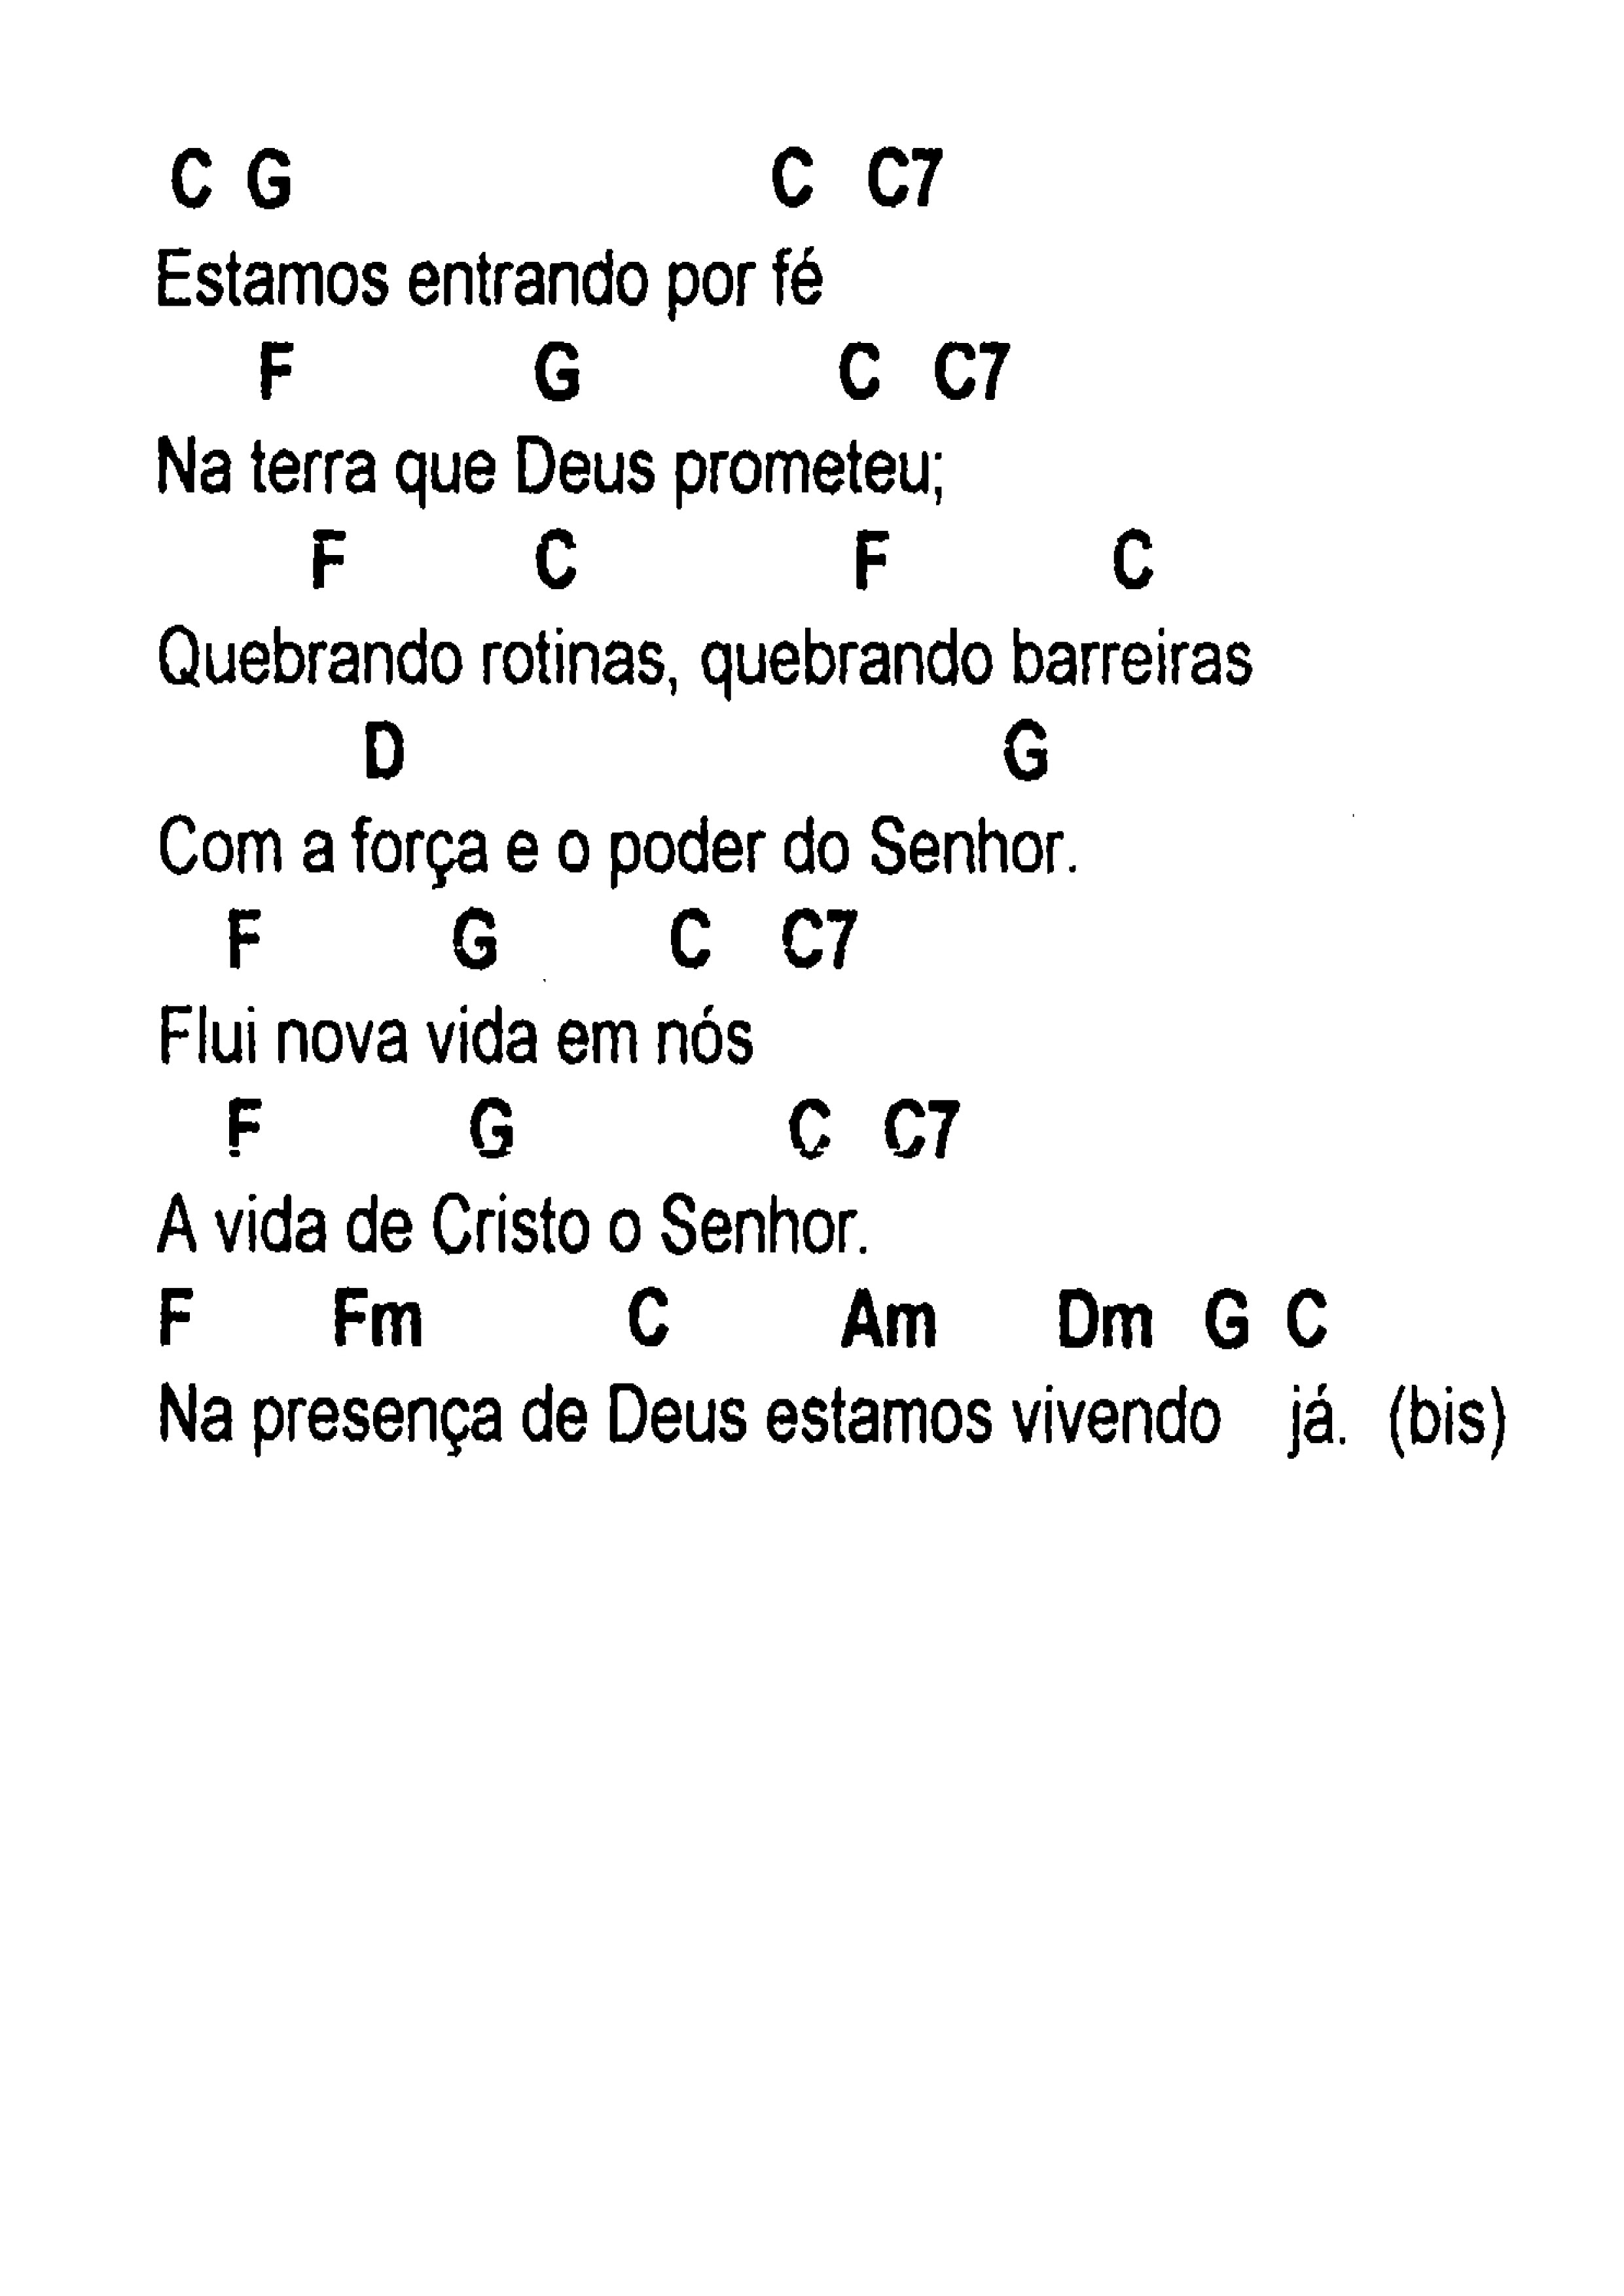 C G C C7
Estamos entrando por fé
F G C C7
Na terra que Deus prometeu;
F C F C
Quebrando rotinas, quebrando barreiras
D G
Com a força e o poder do Senhor.
F G C C7
Flui nova vida em nós
F G C C7
A vida de Cristo o Senhor.
F Fm C Am Dm G C
Na presença de Deus estamos vivendo já. (bis)